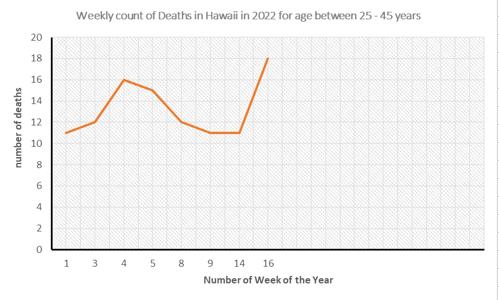 Weekly count of Deaths in Hawaii in 2022 for age between 25 - 45 years
20
18
16
14
12
10
8
6
4
2
0
number of deaths
1 3 4 5 8 9 14 16
Number of Week of the Year